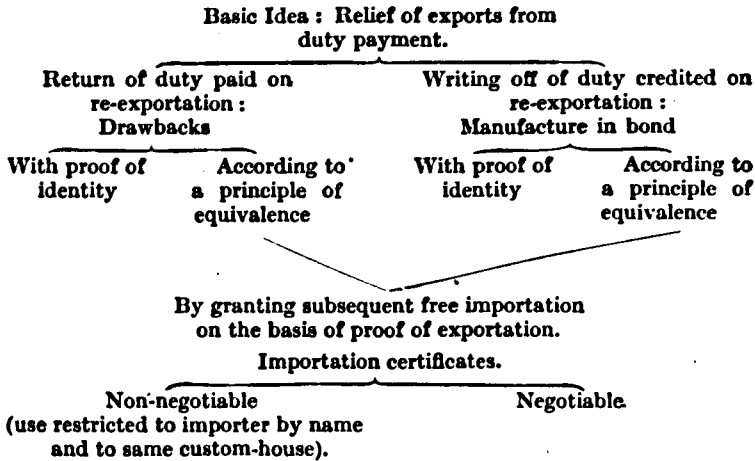 Basic Idea : Relief of exports from
duty payment.
Return of duty paid on
re-exportation :
Drawbacks
Writing off of duty credited on
re-exportation :
Manufacture in bond
With proof of
identity
According to
a principle of
equivalence
With proof of
identity
According to
a principle of
equivalence
By granting subsequent free importation
on the basis of proof of exportation.
Importation certificates.
Non-negotiable
(use restricted to importer by name
and to same custom-house).
Negotiable.